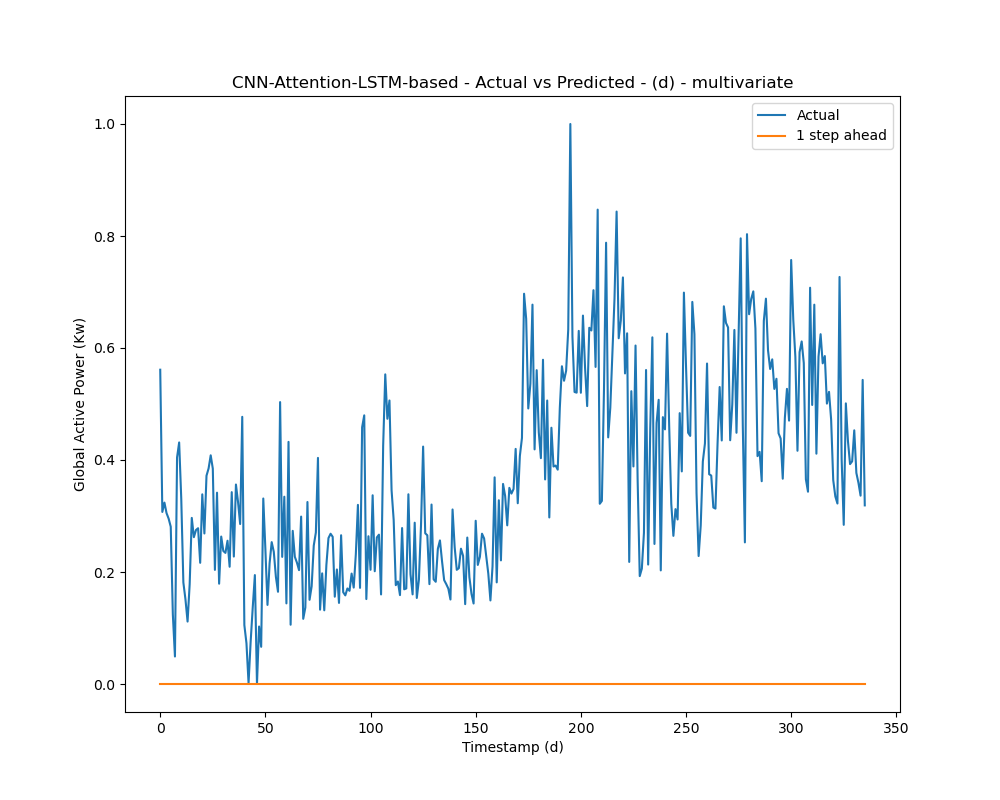 CNN-Attention-LSTM-based - Actual vs Predicted - (d) - multivariate
Actual
1 step ahead
Global Active Power (Kw)
1.0
0.8
0.6
0.4
0.2
0.0
0 50 100 150 200 250 300 350
Timestamp (d)